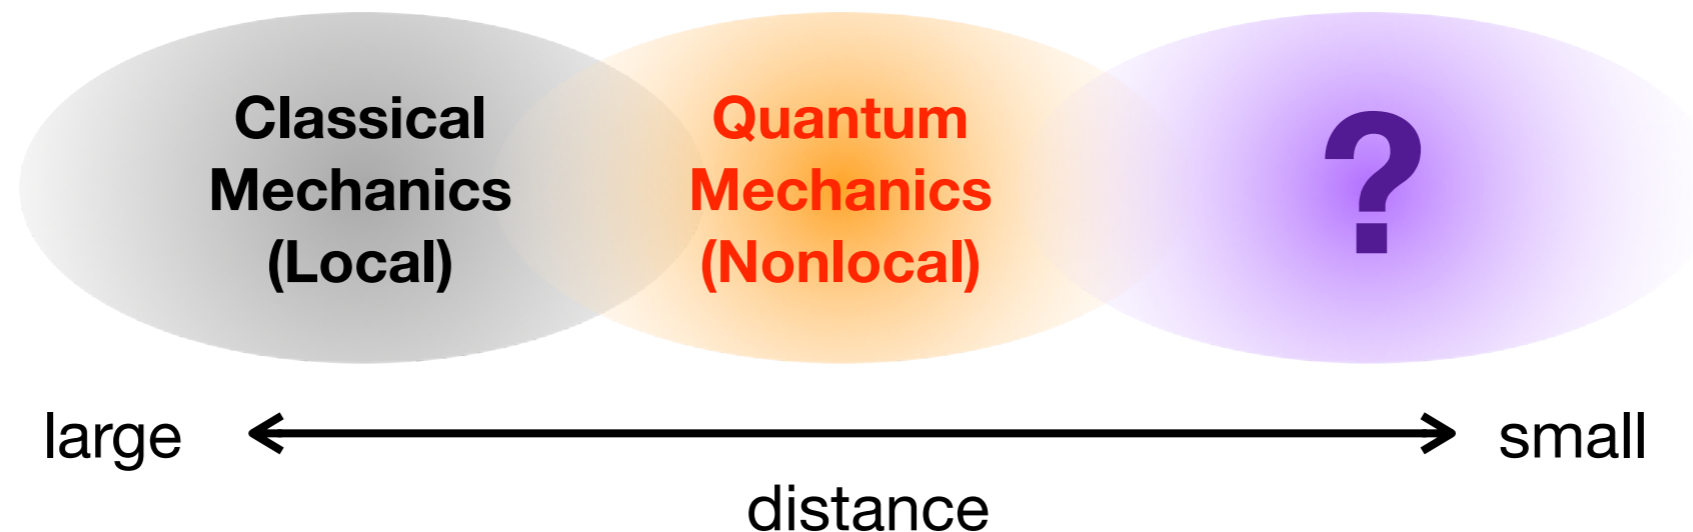 Classical
Mechanics
(Local)
Quantum
Mechanics
(Nonlocal)
?
large
small
distance